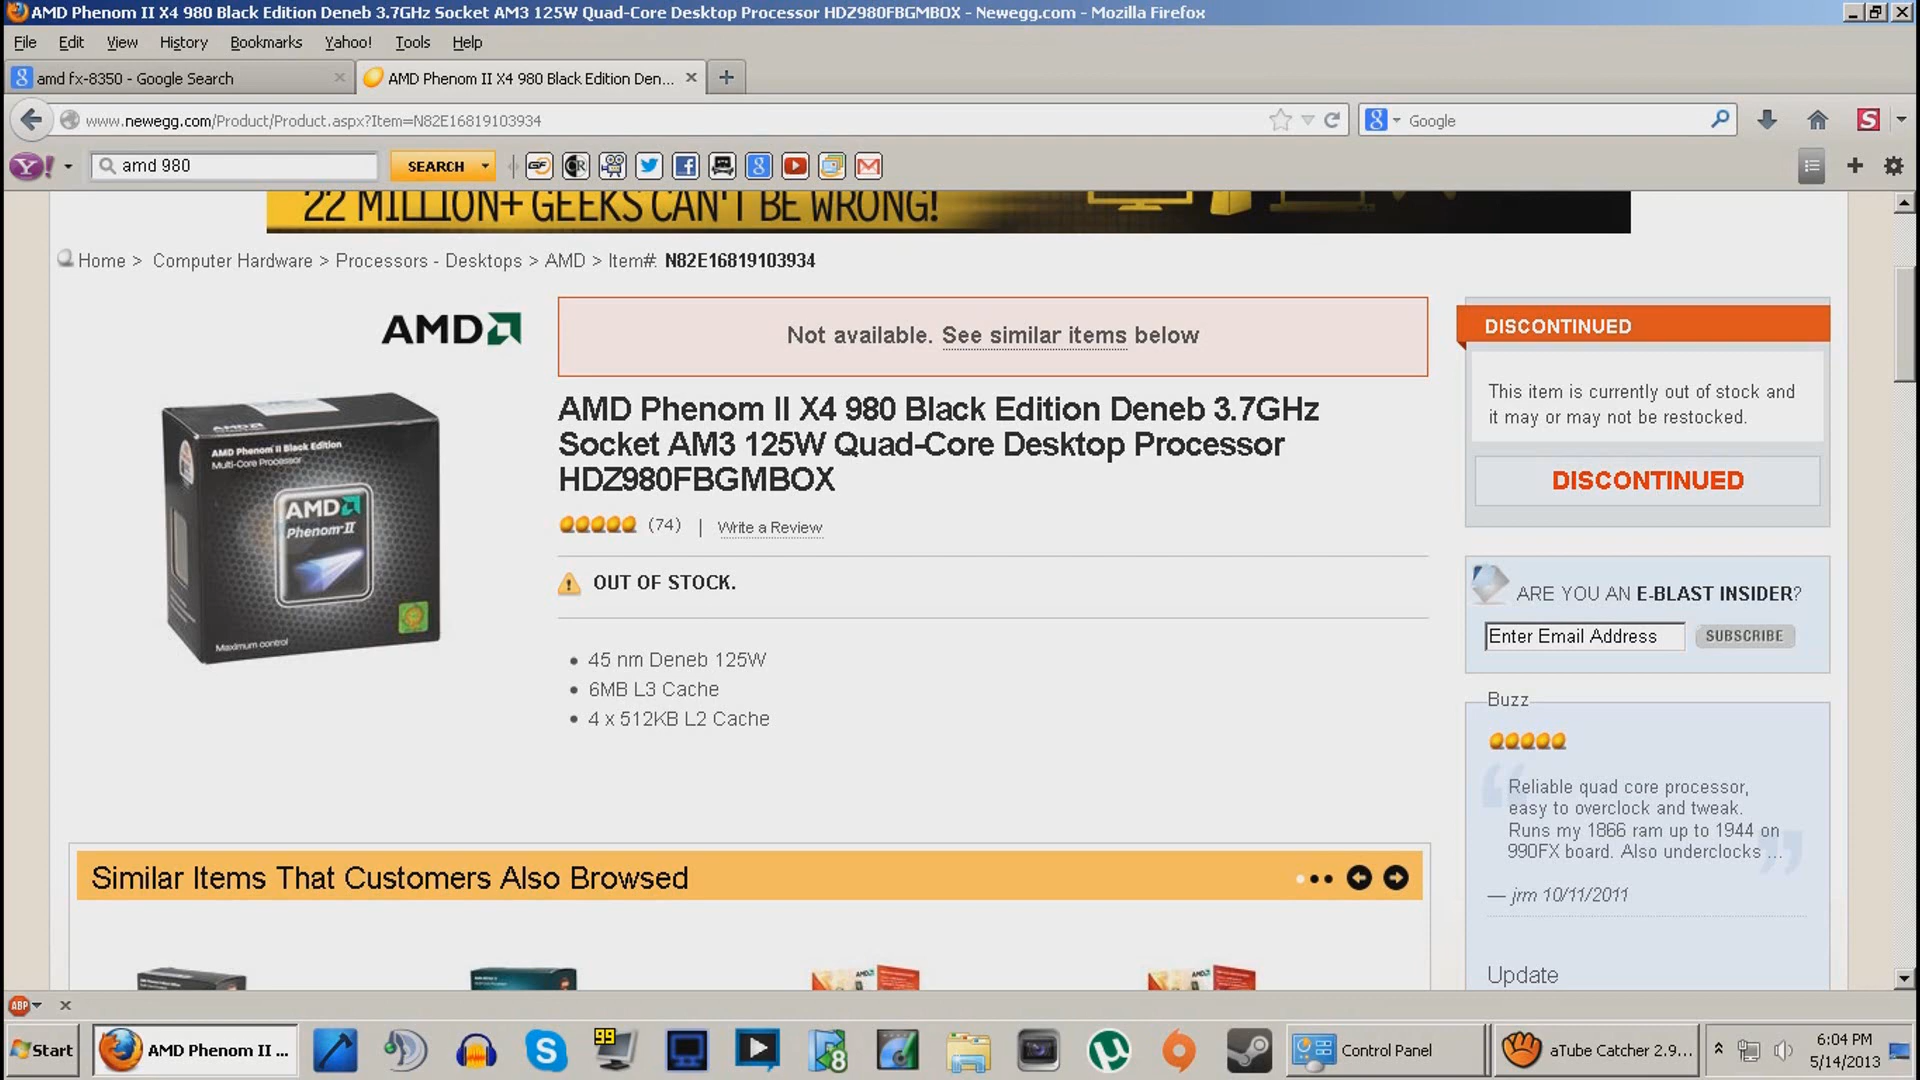 AMD Phenom II X4 980 Black Edition Deneb 3.7GHz Socket AM3 125W Quad-Core Desktop Processor HDZ980FBGMBOX - Newegg.com - Mozilla Firefox
File Edit View History Bookmarks Yahoo! Tools Help
amd fx-8350 - Google Search
AMD Phenom II X4 980 Black Edition Den...
www.newegg.com/Product/Product.aspx?Item=N82E16819103934
Google
Y! amd 980 SEARCH
22 MILLION+ GEEKS CAN'T BE WRONG!
Home > Computer Hardware > Processors - Desktops > AMD > Item#: N82E16819103934
AMD
Not available. See similar items below
AMD Phenom II X4 980 Black Edition Deneb 3.7GHz
Socket AM3 125W Quad-Core Desktop Processor
HDZ980FBGMBOX
(74) | Write a Review
OUT OF STOCK.
45 nm Deneb 125W
6MB L3 Cache
4 x 512KB L2 Cache
AMD
AMD Phenom II Black Edition
Multi-Core Processor
AMD
Phenom II
Maximum control
DISCONTINUED
This item is currently out of stock and
it may or may not be restocked.
DISCONTINUED
ARE YOU AN E-BLAST INSIDER?
Enter Email Address SUBSCRIBE
Buzz
Reliable quad core processor,
easy to overclock and tweak.
Runs my 1866 ram up to 1944 on
990FX board. Also underclocks ...
— jrm 10/11/2011
Update
Similar Items That Customers Also Browsed
ABP
Start
AMD Phenom II ...
99
Control Panel
aTube Catcher 2.9...
6:04 PM
5/14/2013